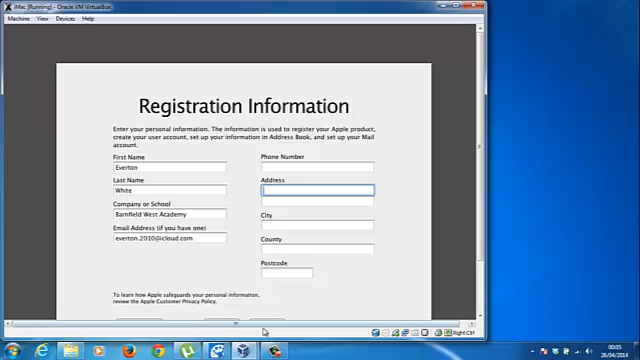 iMac [Running] - Oracle VM VirtualBox
Machine View Devices Help
Registration Information
Enter your personal information. The information is used to register your Apple product,
create your user account, set up your information in Address Book, and set up your Mail
account.
First Name
Everton
Last Name
White
Company or School
Barnfield West Academy
Email Address (if you have one)
everton.2010@icloud.com
Phone Number
Address
City
County
Postcode
To learn how Apple safeguards your personal information,
review the Apple Customer Privacy Policy.
Right Ctrl
00:05
26/04/2014